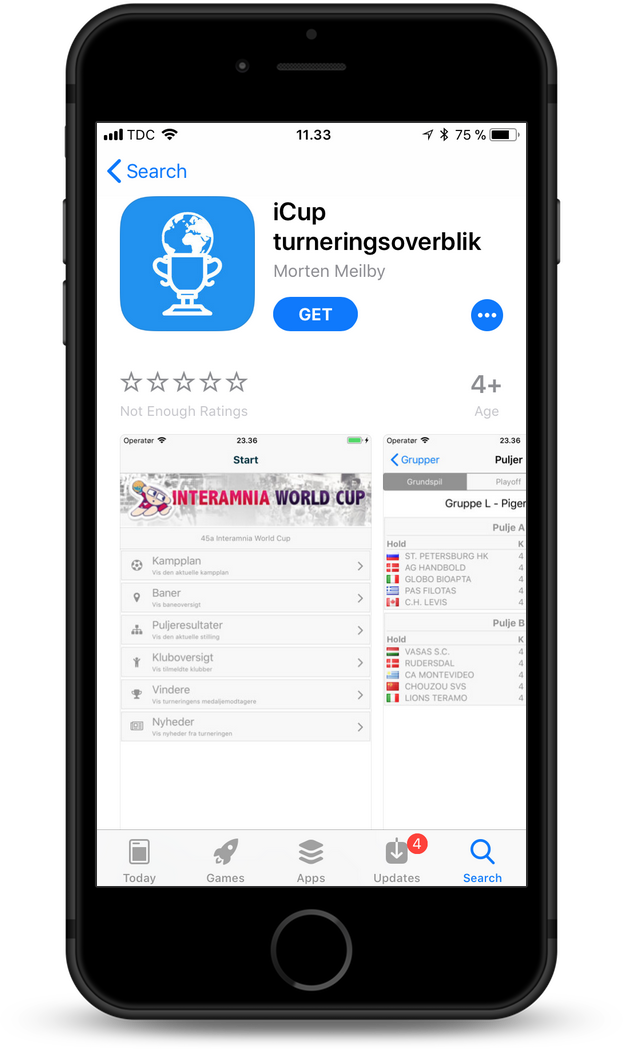 TDC
11.33
75 %
Search
iCup
turneringsoverblik
Morten Meilby
GET
Not Enough Ratings
4+
Age
Operatør
23.36
Start
INTERAMNIA WORLD CUP
45a Interamnia World Cup
Kampplan
Vis den aktuelle kampplan
Baner
Vis baneoversigt
Puljeresultater
Vis den aktuelle stilling
Kluboversigt
Vis tilmeldte klubber
Vindere
Vis turneringens medaljemodtagere
Nyheder
Vis nyheder fra turneringen
Operatør
23.36
Grupper
Puljer
Grundspil
Playoff
Gruppe L - Piger
Pulje A
Hold K
ST. PETERSBURG HK 4
AG HANDBOLD 4
GLOBO BIOAPTA 4
PAS FILOTAS 4
C.H. LEVIS 4
Pulje B
Hold K
VASAS S.C. 4
RUDERSDAL 4
CA MONTEVIDEO 4
CHOUZOU SVS 4
LIONS TERAMO 4
4
Today
Games
Apps
Updates
Search